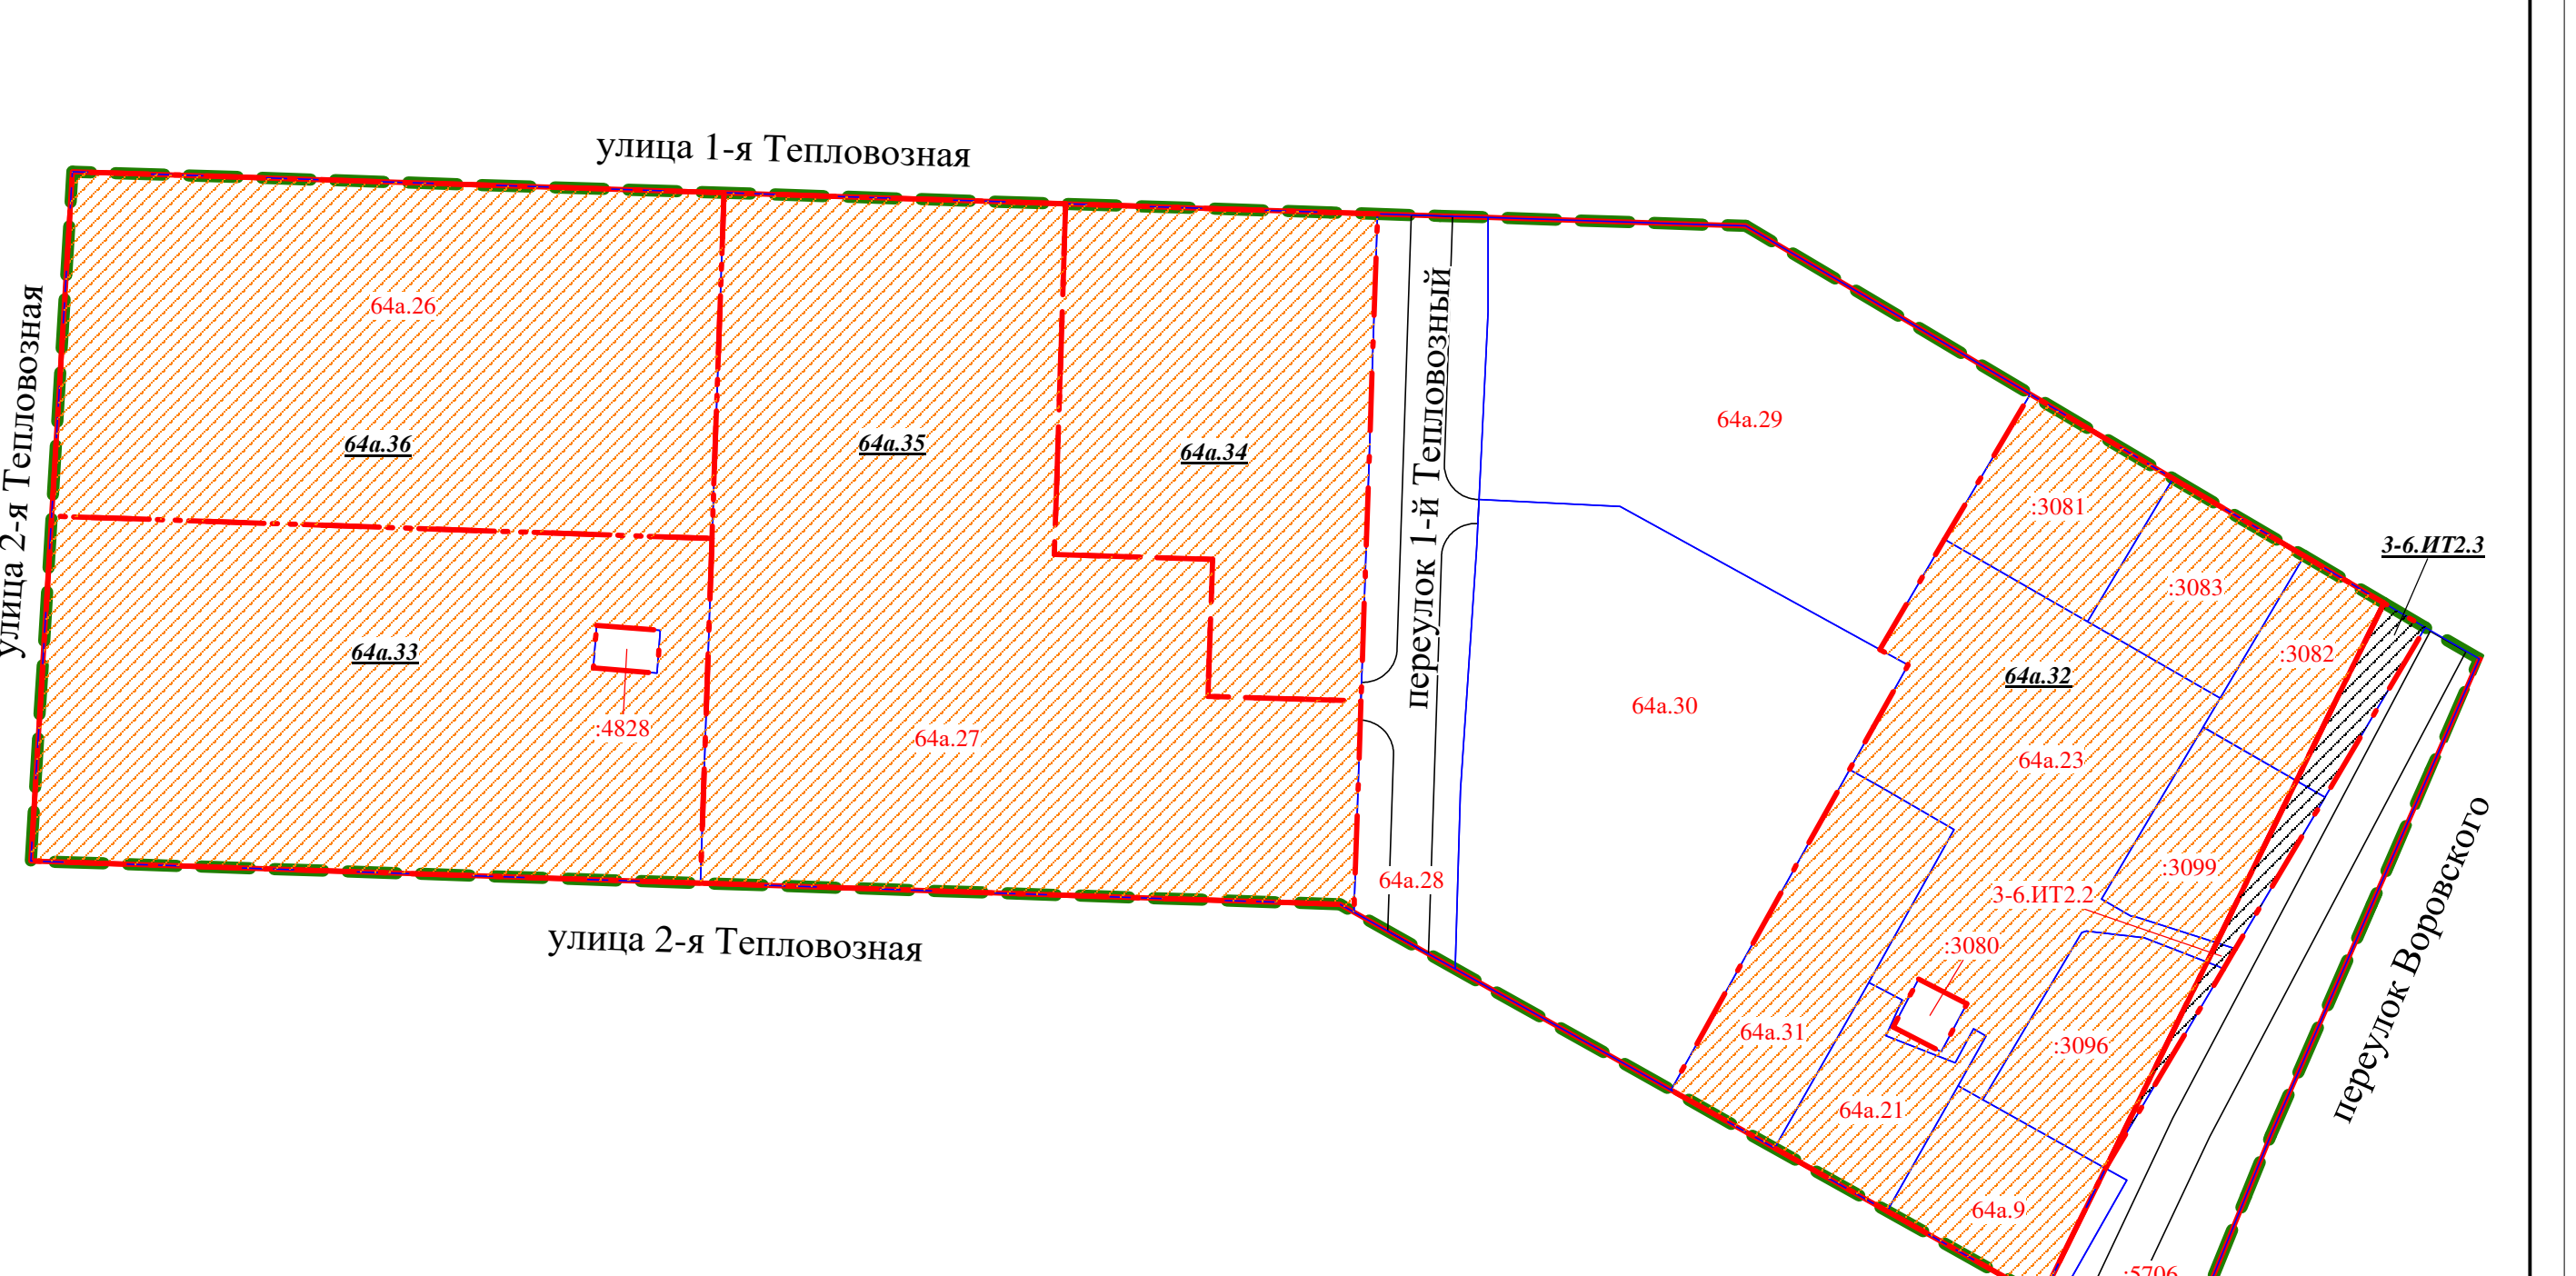 улица 1-я Тепловозная
улица 2-я Тепловозная
64а.26
64а.36
64а.35
64а.34
64а.33
:4828
64а.27
улица 2-я Тепловозная
переулок 1-й Тепловозный
64а.28
64а.29
64а.30
:3081
:3083
3-6.ИТ2.3
:3082
64а.32
64а.23
:3099
3-6.ИТ2.2
:3080
64а.31
:3096
64а.21
64а.9
переулок Воровского
:5706